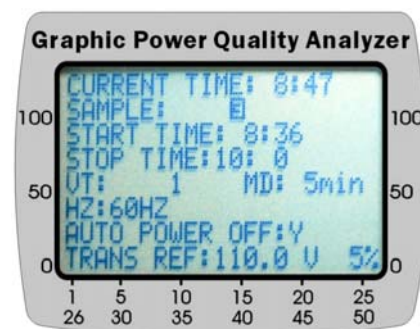 Graphic Power Quality Analyzer
CURRENT TIME: 8:47
SAMPLE: 3
START TIME: 8:36
STOP TIME:10: 0
VT: 1 MD: 5min
HZ:60HZ
AUTO POWER OFF:Y
TRANS REF:110.0 V 5%
100
50
0
100
50
0
1 5 10 15 20 25
26 30 35 40 45 50